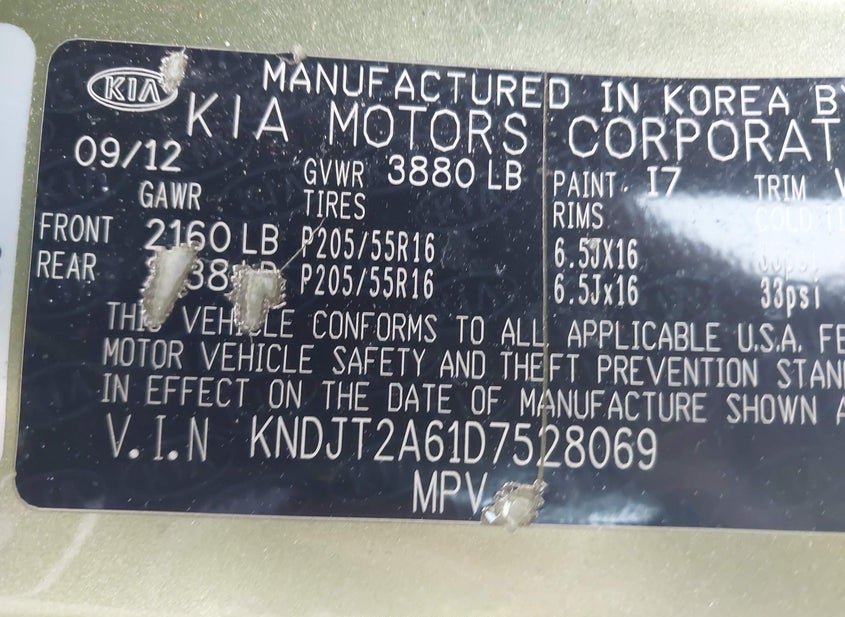 KIA
MANUFACTURED IN KOREA BY
KIA MOTORS CORPORAT
09/12 GVWR 3880 LB PAINT I7 TRIM
GAWR TIRES RIMS COLD
FRONT 2160 LB P205/55R16 6.5JX16 33psi
REAR P205/55R16 6.5Jx16 33psi
THIS VEHICLE CONFORMS TO ALL APPLICABLE U.S.A. FE
MOTOR VEHICLE SAFETY AND THEFT PREVENTION STAN
IN EFFECT ON THE DATE OF MANUFACTURE SHOWN A
V.I.N KNDJT2A61D7528069
MPV